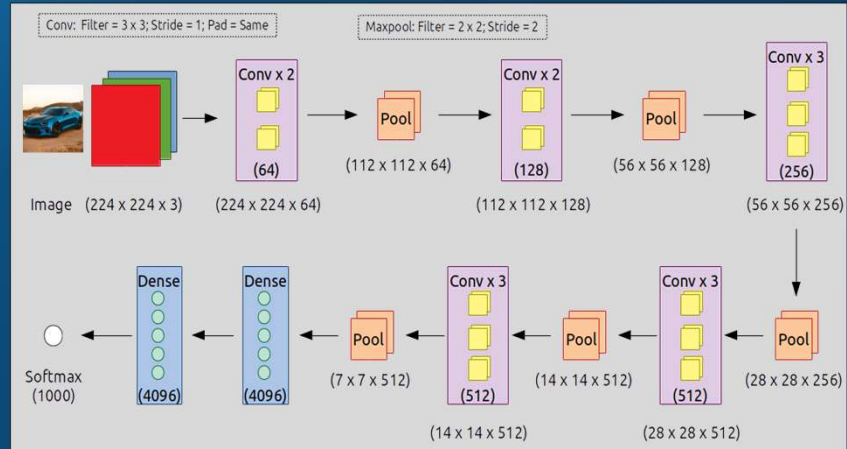 Conv: Filter = 3 x 3; Stride = 1; Pad = Same
Maxpool: Filter = 2 x 2; Stride = 2
Conv x 2
(64)
Pool
Conv x 2
(128)
Pool
Conv x 3
(256)
(112 x 112 x 64)
(56 x 56 x 128)
Image
(224 x 224 x 3)
(224 x 224 x 64)
(112 x 112 x 128)
(56 x 56 x 256)
Dense
(4096)
Dense
(4096)
Pool
Conv x 3
(512)
Pool
Conv x 3
(512)
Pool
Softmax
(1000)
(7 x 7 x 512)
(14 x 14 x 512)
(28 x 28 x 256)
(14 x 14 x 512)
(28 x 28 x 512)